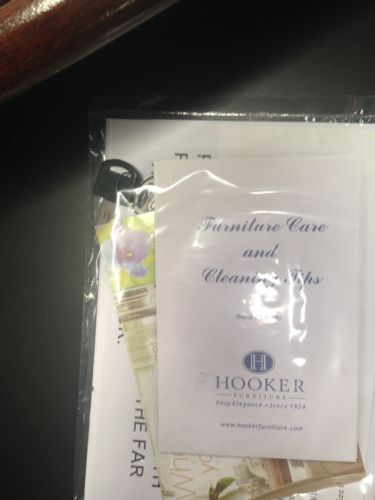 Furniture Care
and
Cleaning Tips
H
HOOKER
FURNITURE
Easy Elegance • Since 1924
www.hookerfurniture.com
THE FAR